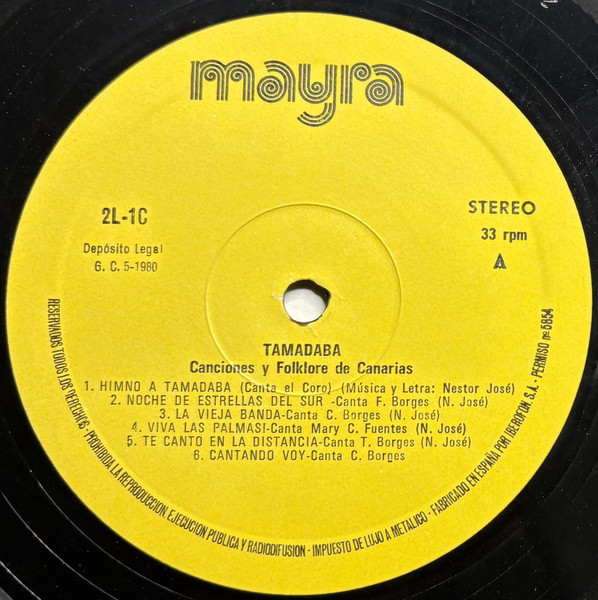 mayra
2L-1C
STEREO
Depósito Legal
G. C. 5-1980
33 rpm
A
TAMADABA
Canciones y Folklore de Canarias
1. HIMNO A TAMADABA (Canta el Coro) (Música y Letra: Nestor José)
2. NOCHE DE ESTRELLAS DEL SUR -Canta F. Borges (N. José)
3. LA VIEJA BANDA-Canta C. Borges (N. José)
4. VIVA LAS PALMAS!-Canta Mary C. Fuentes (N. José)
5. TE CANTO EN LA DISTANCIA-Canta T. Borges (N. José)
6. CANTANDO VOY-Canta C. Borges
RESERVADOS TODOS LOS DERECHOS - PROHIBIDA LA REPRODUCCION, EJECUCION PUBLICA Y RADIODIFUSION - IMPUESTO DE LUJO A METALICO - FABRICADO EN ESPAÑA POR IBEROFON, S.A. - PERMISO nº 5854